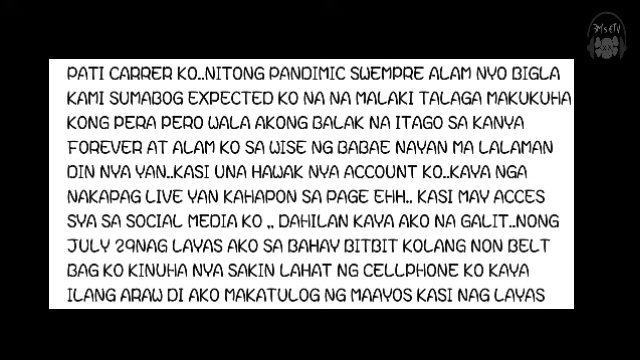 PATI CARRER KO..NITONG PANDIMIC SWEMPRE ALAM NYO BIGLA
KAMI SUMABOG EXPECTED KO NA NA MALAKI TALAGA MAKUKUHA
KONG PERA PERO WALA AKONG BALAK NA ITAGO SA KANYA
FOREVER AT ALAM KO SA WISE NG BABAE NAYAN MA LALAMAN
DIN NYA YAN..KASI UNA HAWAK NYA ACCOUNT KO..KAYA NGA
NAKAPAG LIVE YAN KAHAPON SA PAGE EHH.. KASI MAY ACCES
SYA SA SOCIAL MEDIA KO ,, DAHILAN KAYA AKO NA GALIT..NONG
JULY 29NAG LAYAS AKO SA BAHAY BITBIT KOLANG NON BELT
BAG KO KINUHA NYA SAKIN LAHAT NG CELLPHONE KO KAYA
ILANG ARAW DI AKO MAKATULOG NG MAAYOS KASI NAG LAYAS